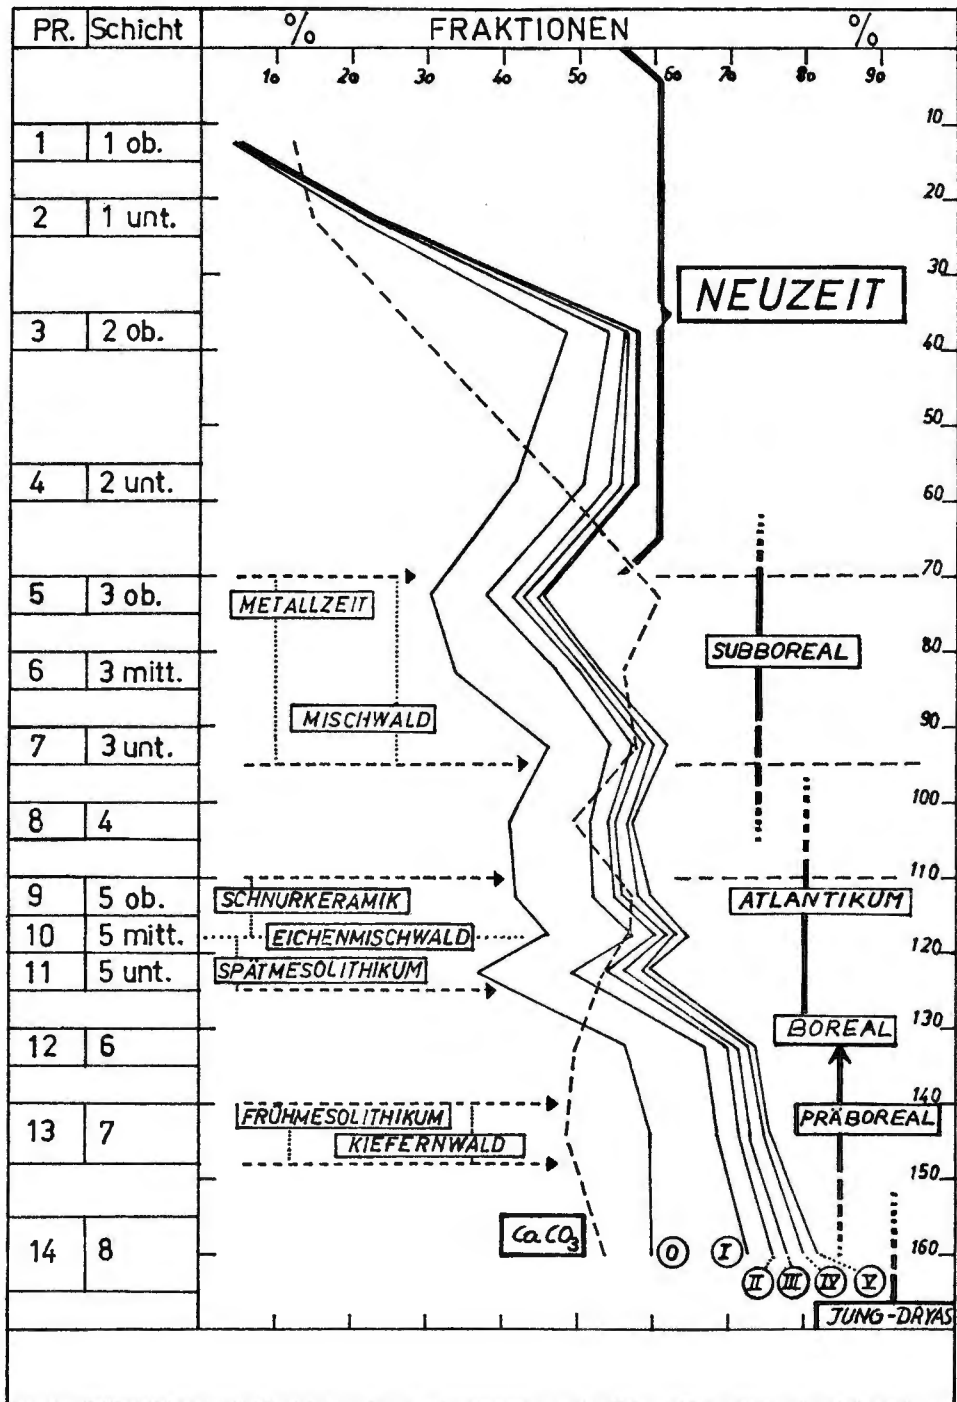 PR. Schicht % FRAKTIONEN %
10 20 30 40 50 60 70 80 90
10
1 1 ob.
20
2 1 unt.
30
NEUZEIT
3 2 ob.
40
50
4 2 unt.
60
70
5 3 ob.
METALLZEIT
80
SUBBOREAL
6 3 mitt.
MISCHWALD
90
7 3 unt.
100
8 4
110
9 5 ob.
SCHNURKERAMIK
ATLANTIKUM
10 5 mitt.
EICHENMISCHWALD
120
11 5 unt.
SPÄTMESOLITHIKUM
130
BOREAL
12 6
140
FRÜHMESOLITHIKUM
PRÄBOREAL
13 7
KIEFERNWALD
150
CaCO3
14 8
O I
160
II III IV V
JUNG-DRYAS